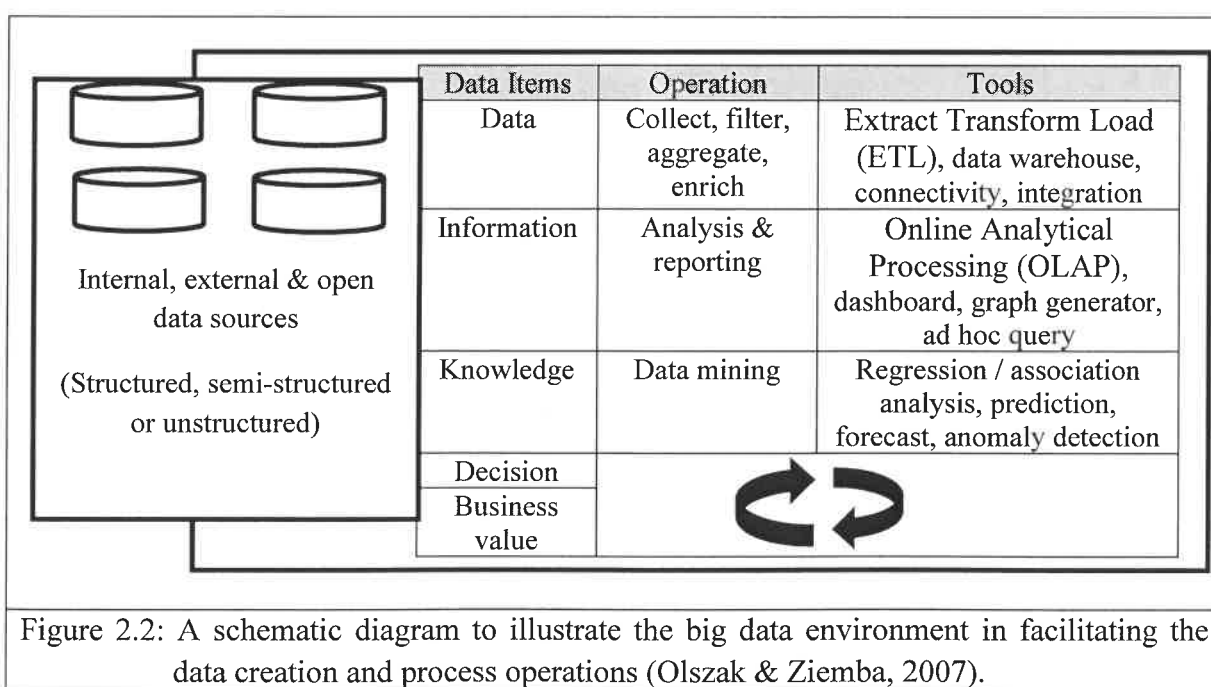 Internal, external & open
data sources
(Structured, semi-structured
or unstructured)
Data Items Operation Tools
Data Collect, filter, Extract Transform Load
aggregate, (ETL), data warehouse,
enrich connectivity, integration
Information Analysis & Online Analytical
reporting Processing (OLAP),
dashboard, graph generator,
ad hoc query
Knowledge Data mining Regression / association
analysis, prediction,
forecast, anomaly detection
Decision
Business
value
Figure 2.2: A schematic diagram to illustrate the big data environment in facilitating the
data creation and process operations (Olszak & Ziemba, 2007).